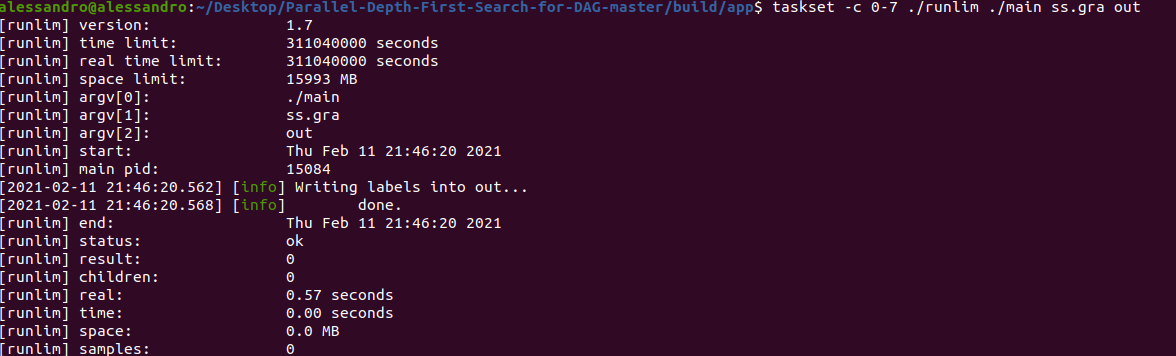 alessandro@alessandro:~/Desktop/Parallel-Depth-First-Search-for-DAG-master/build/app$ taskset -c 0-7 ./runlim ./main ss.gra out
[runlim] version: 1.7
[runlim] time limit: 311040000 seconds
[runlim] real time limit: 311040000 seconds
[runlim] space limit: 15993 MB
[runlim] argv[0]: ./main
[runlim] argv[1]: ss.gra
[runlim] argv[2]: out
[runlim] start: Thu Feb 11 21:46:20 2021
[runlim] main pid: 15084
[2021-02-11 21:46:20.562] [info] Writing labels into out...
[2021-02-11 21:46:20.568] [info] done.
[runlim] end: Thu Feb 11 21:46:20 2021
[runlim] status: ok
[runlim] result: 0
[runlim] children: 0
[runlim] real: 0.57 seconds
[runlim] time: 0.00 seconds
[runlim] space: 0.0 MB
[runlim] samples: 0